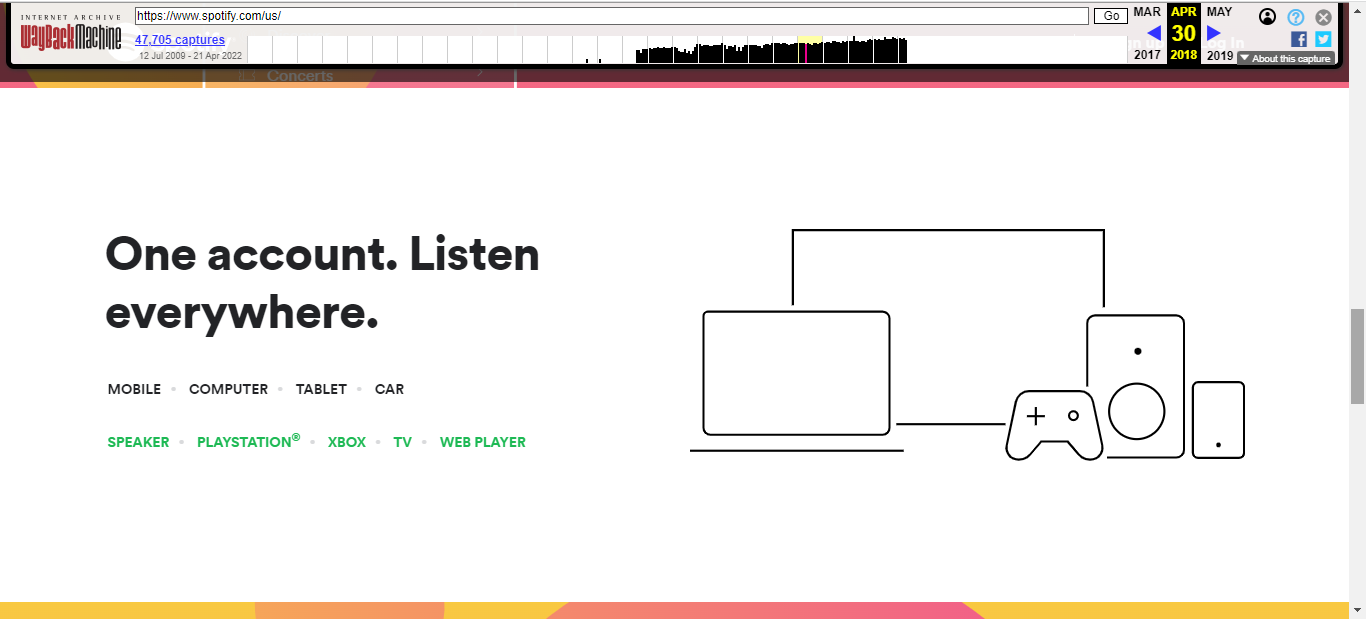 INTERNET ARCHIVE
WayBackMachine
https://www.spotify.com/us/
Go
47,705 captures
12 Jul 2009 - 21 Apr 2022
MAR APR MAY
30
2017 2018 2019
About this capture
Log In
Concerts
One account. Listen
everywhere.
MOBILE • COMPUTER • TABLET • CAR
SPEAKER • PLAYSTATION® • XBOX • TV • WEB PLAYER